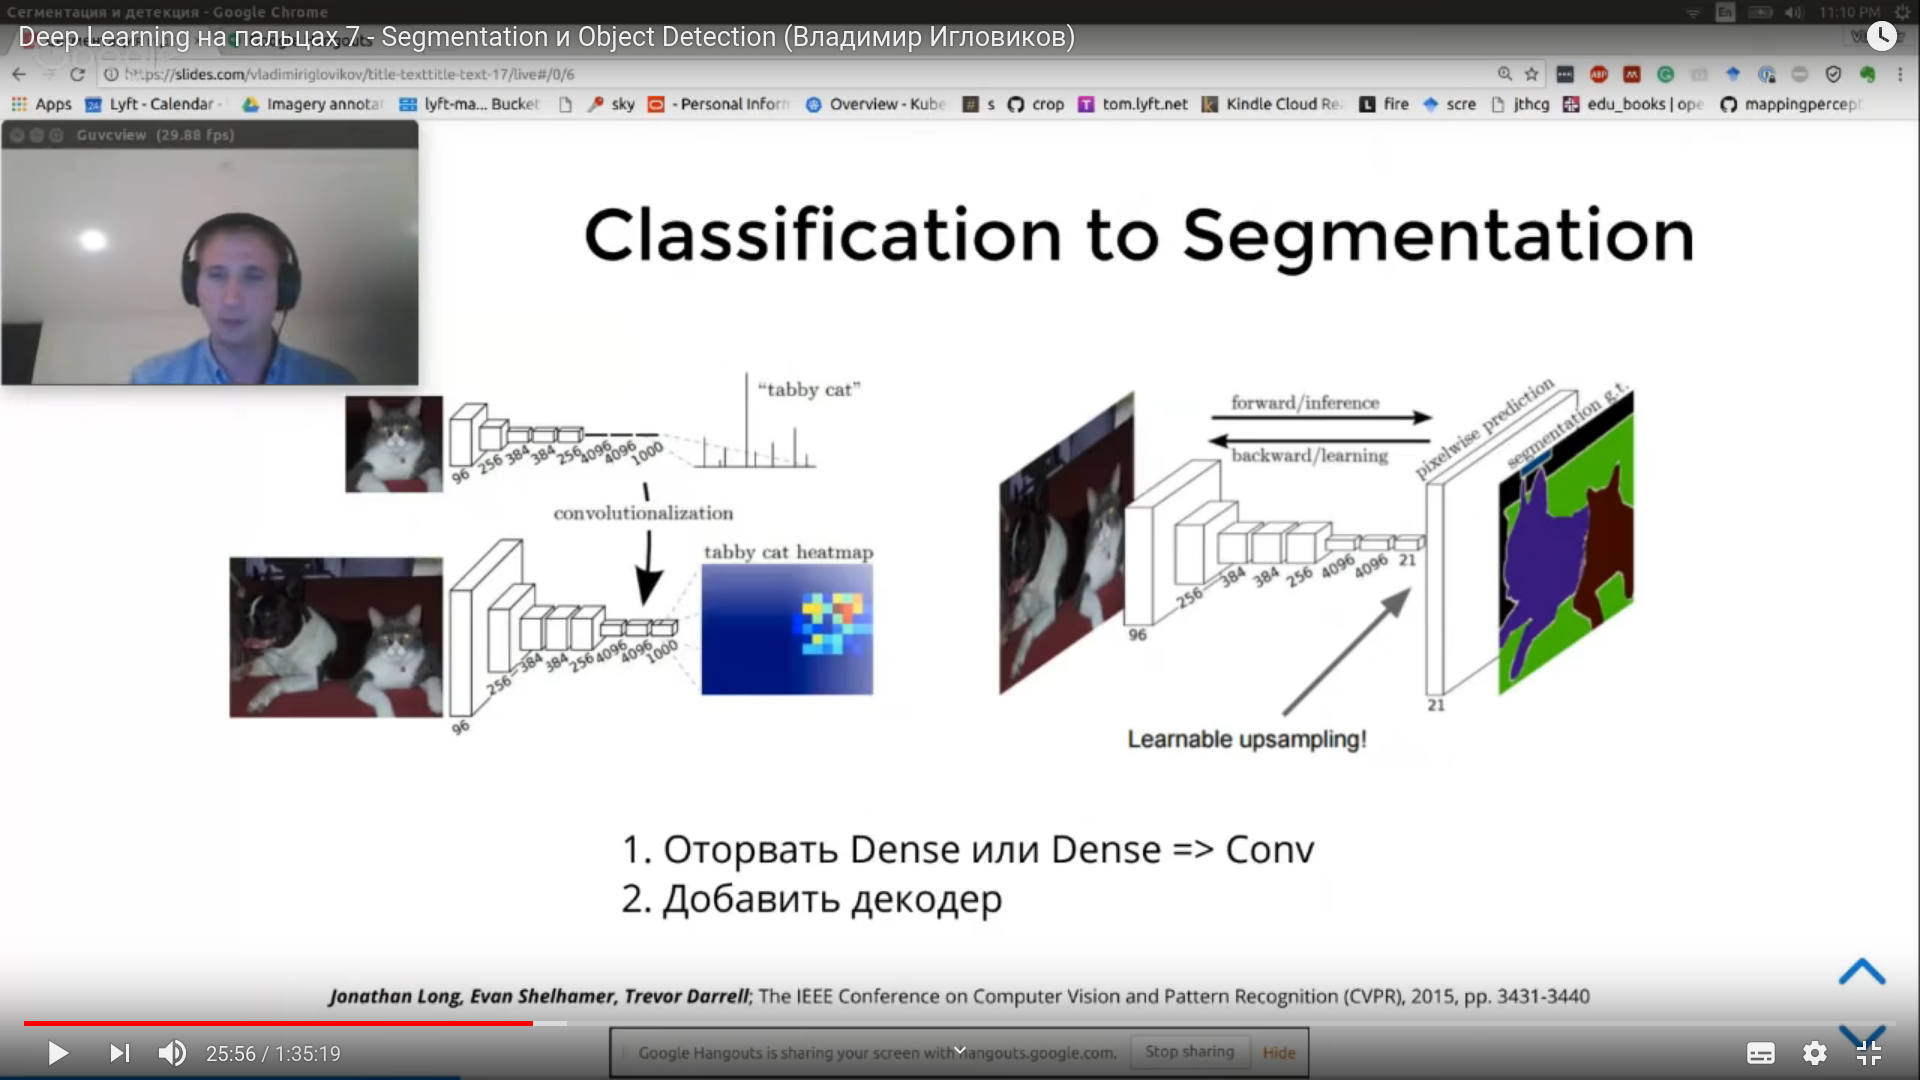 Сегментация и детекция - Google Chrome
En
11:10 PM
Deep Learning на пальцах 7 - Segmentation и Object Detection (Владимир Игловиков)
https://slides.com/vladimiriglovikov/title-texttitle-text-17/live#/0/6
ABP
Apps
Lyft - Calendar -
Imagery annota
lyft-ma... Bucket
sky
- Personal Inform
Overview - Kube
s
crop
tom.lyft.net
Kindle Cloud Re
fire
scre
jthcg
edu_books | ope
mappingpercep
Guvcview (29.88 fps)
Classification to Segmentation
"tabby cat"
96
256
384
384
256
4096
4096
1000
convolutionalization
tabby cat heatmap
96
256
384
384
256
4096
4096
1000
forward/inference
backward/learning
pixelwise prediction
segmentation g.t.
96
256
384
384
256
4096
4096
21
21
Learnable upsampling!
1. Оторвать Dense или Dense => Conv
2. Добавить декодер
Jonathan Long, Evan Shelhamer, Trevor Darrell; The IEEE Conference on Computer Vision and Pattern Recognition (CVPR), 2015, pp. 3431-3440
25:56 / 1:35:19
Google Hangouts is sharing your screen with hangouts.google.com.
Stop sharing
Hide